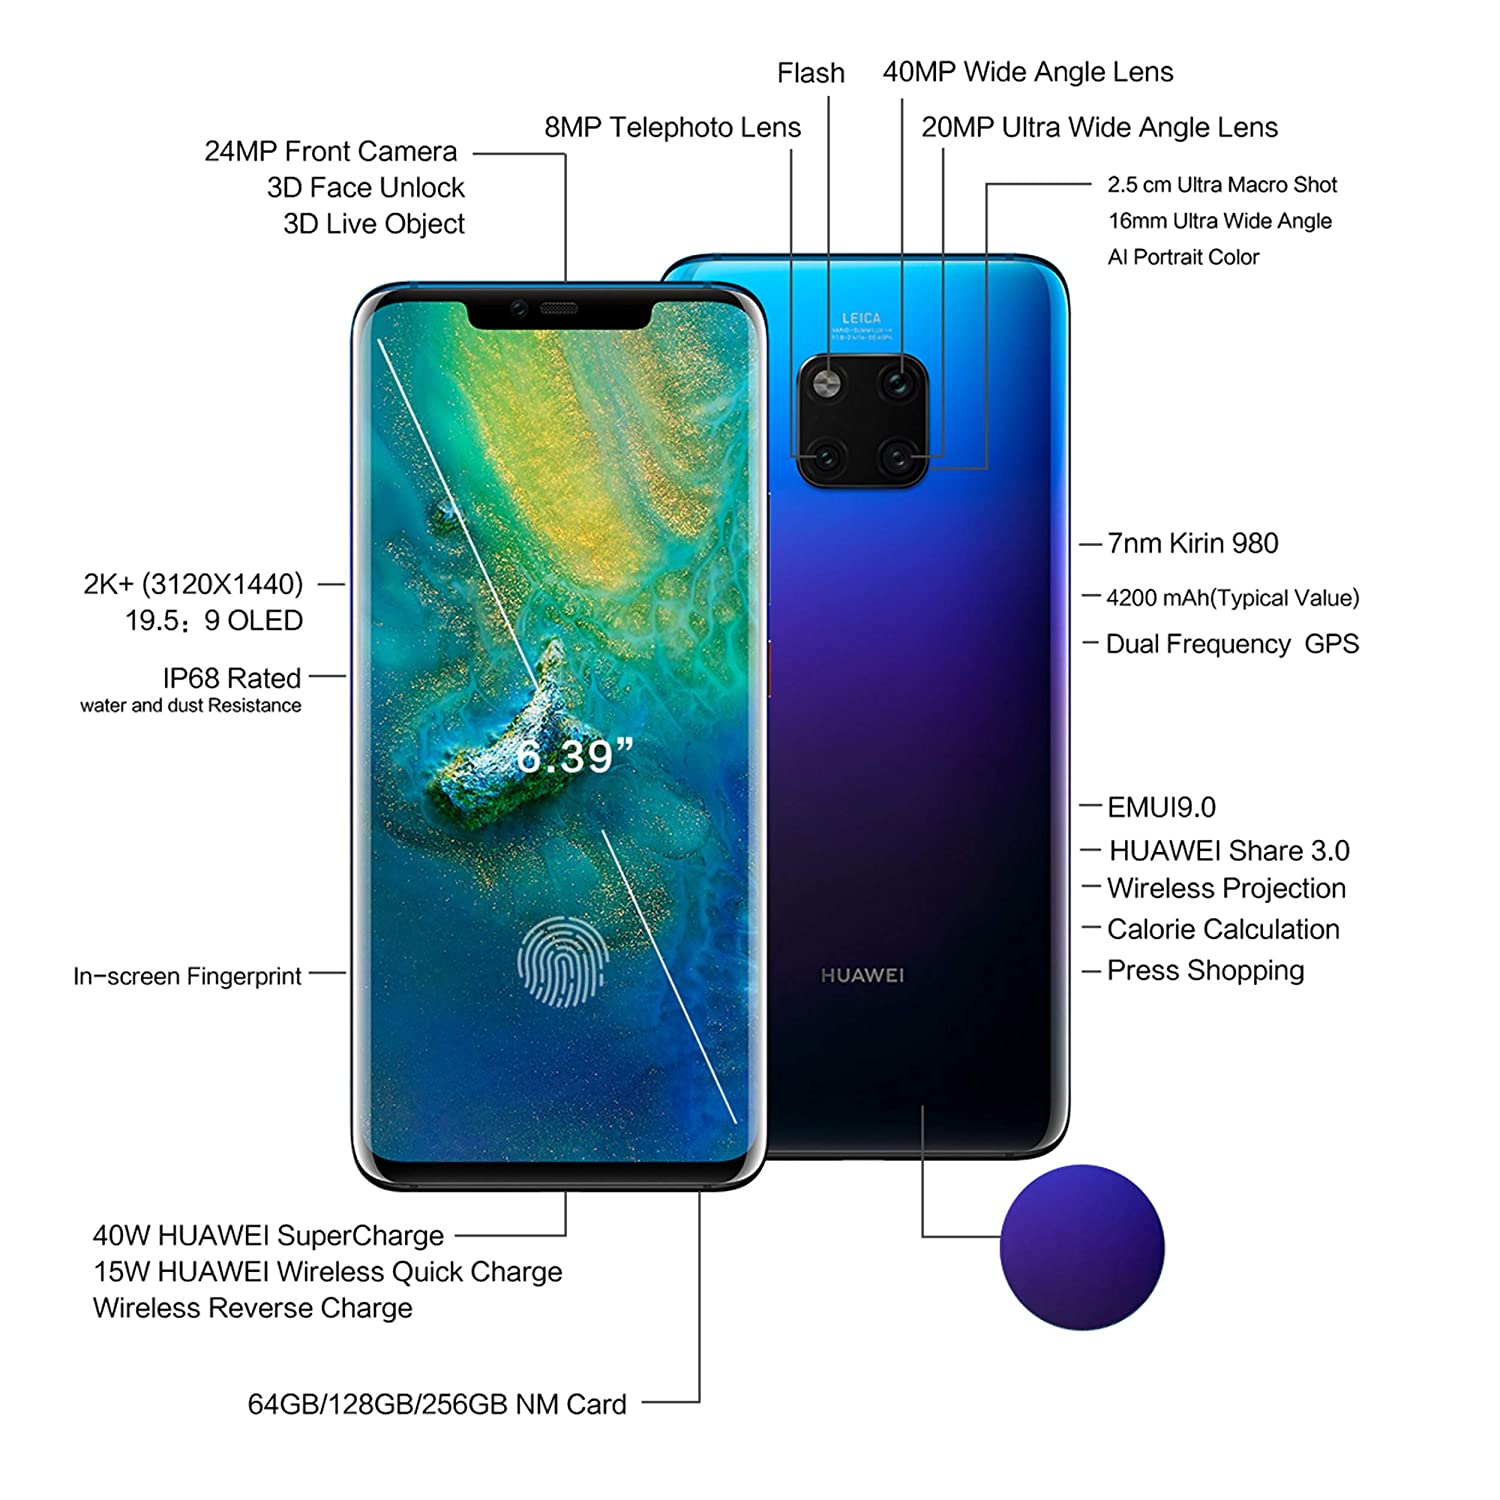 Flash
40MP Wide Angle Lens
8MP Telephoto Lens
20MP Ultra Wide Angle Lens
24MP Front Camera
3D Face Unlock
3D Live Object
2.5 cm Ultra Macro Shot
16mm Ultra Wide Angle
AI Portrait Color
LEICA
2K+ (3120X1440)
19.5：9 OLED
IP68 Rated
water and dust Resistance
6.39”
In-screen Fingerprint
7nm Kirin 980
4200 mAh(Typical Value)
Dual Frequency GPS
EMUI9.0
HUAWEI Share 3.0
Wireless Projection
Calorie Calculation
Press Shopping
HUAWEI
40W HUAWEI SuperCharge
15W HUAWEI Wireless Quick Charge
Wireless Reverse Charge
64GB/128GB/256GB NM Card